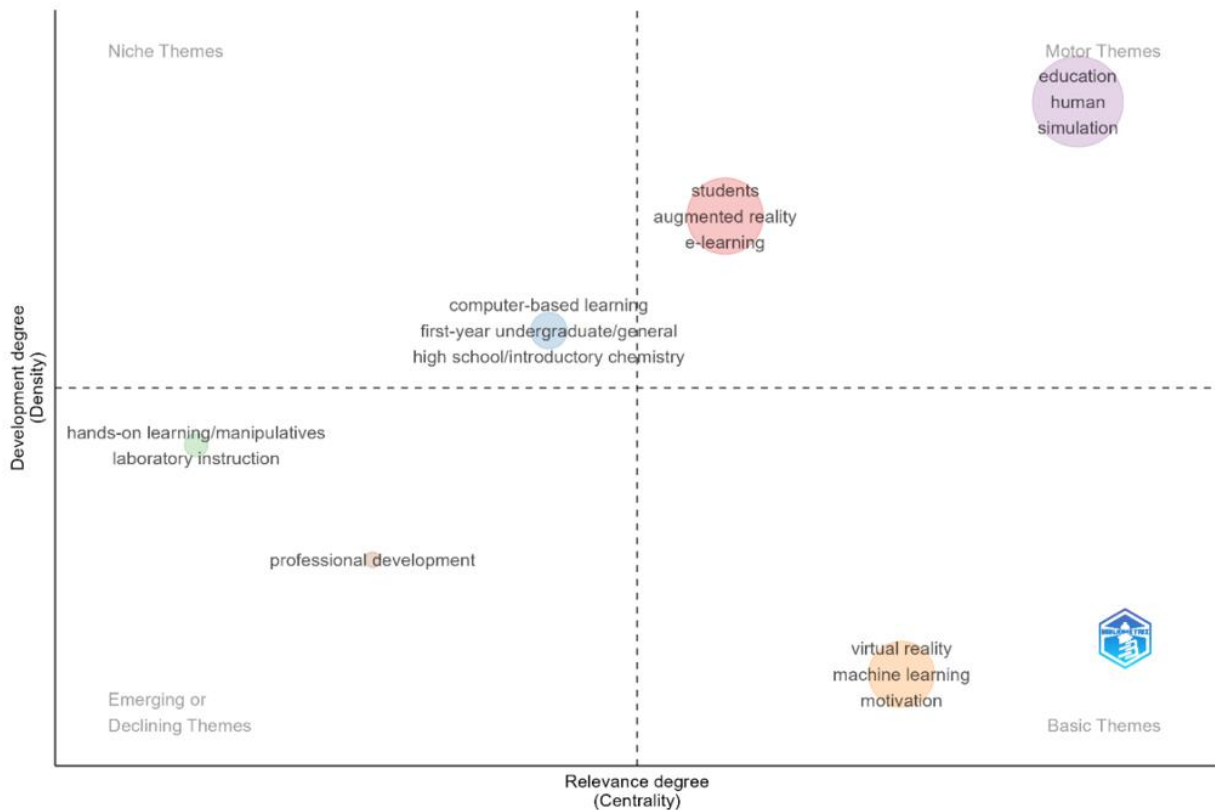 Niche Themes
Motor Themes
education
human
simulation
students
augmented reality
e-learning
computer-based learning
first-year undergraduate/general
high school/introductory chemistry
Development degree
(Density)
hands-on learning/manipulatives
laboratory instruction
professional development
virtual reality
machine learning
motivation
Emerging or
Declining Themes
Basic Themes
Relevance degree
(Centrality)